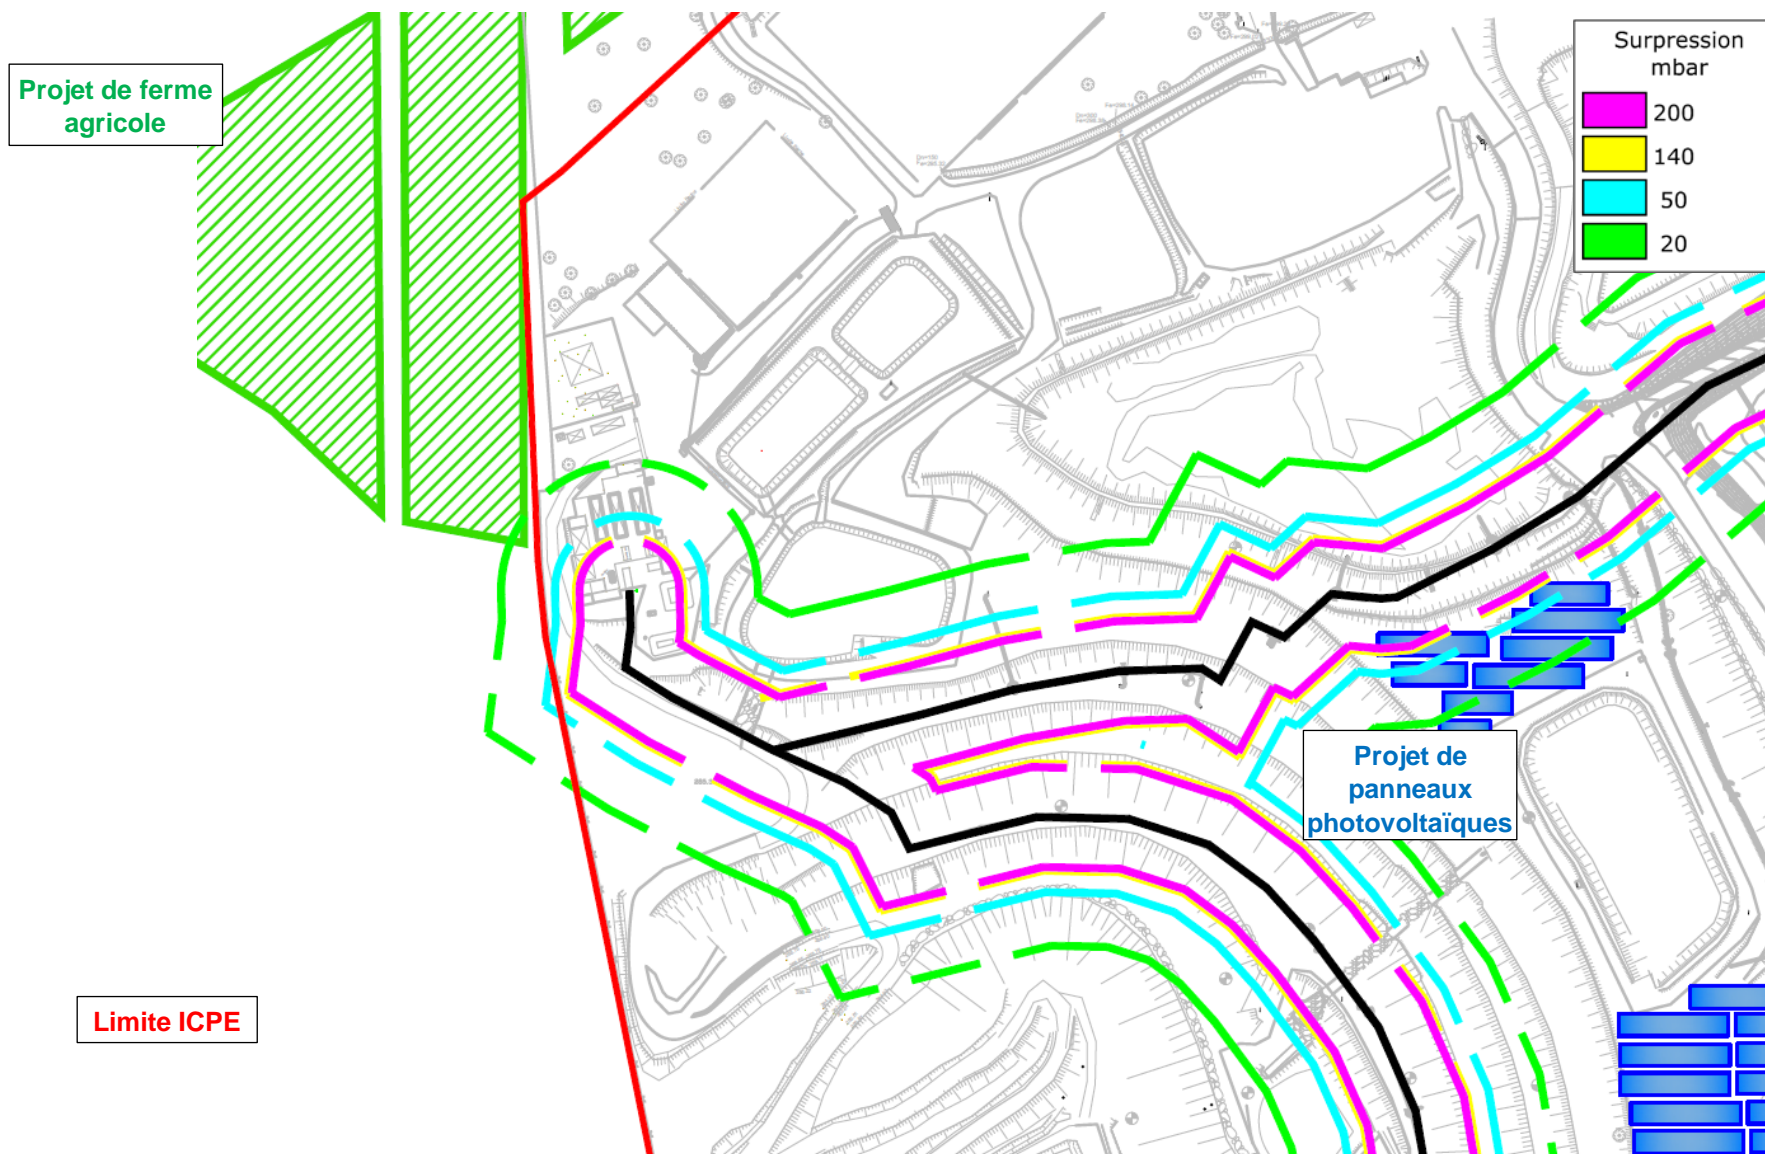 Projet de ferme
agricole
Surpression
mbar
200
140
50
20
Projet de
panneaux
photovoltaïques
Limite ICPE